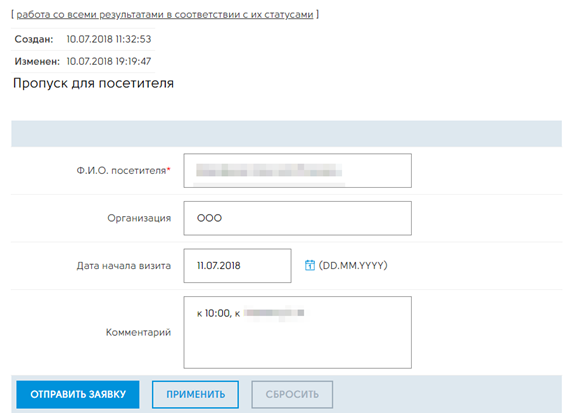 [ работа со всеми результатами в соответствии с их статусами ]
Создан: 10.07.2018 11:32:53
Изменен: 10.07.2018 19:19:47
Пропуск для посетителя
Ф.И.О. посетителя*
Организация ООО
Дата начала визита 11.07.2018 (DD.MM.YYYY)
к 10:00, к
Комментарий
ОТПРАВИТЬ ЗАЯВКУ ПРИМЕНИТЬ СБРОСИТЬ